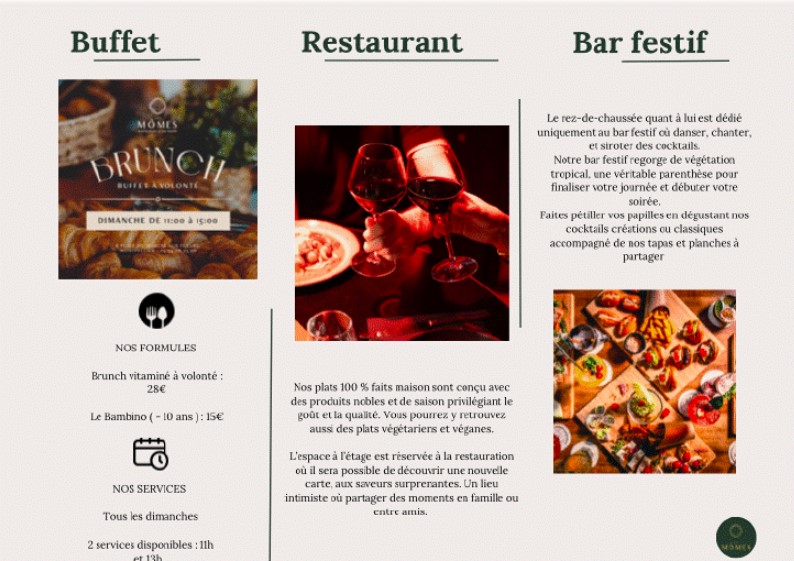 Buffet
MÔMES
BRUNCH
BUFFET À VOLONTÉ
DIMANCHE DE 11:00 à 15:00
NOS FORMULES
Brunch vitaminé à volonté :
28€
Le Bambino ( - 10 ans ) : 15€
NOS SERVICES
Tous les dimanches
2 services disponibles : 11h
et 13h
Restaurant
Nos plats 100 % faits maison sont conçu avec
des produits nobles et de saison privilégiant le
goût et la qualité. Vous pourrez y retrouvez
aussi des plats végétariens et véganes.
L'espace à l'étage est réservée à la restauration
où il sera possible de découvrir une nouvelle
carte, aux saveurs surprenantes. Un lieu
intimiste où partager des moments en famille ou
entre amis.
Bar festif
Le rez-de-chaussée quant à lui est dédié
uniquement au bar festif où danser, chanter,
et siroter des cocktails.
Notre bar festif regorge de végétation
tropical, une véritable parenthèse pour
finaliser votre journée et débuter votre
soirée.
Faites pétiller vos papilles en dégustant nos
cocktails créations ou classiques
accompagné de nos tapas et planches à
partager
MÔMES